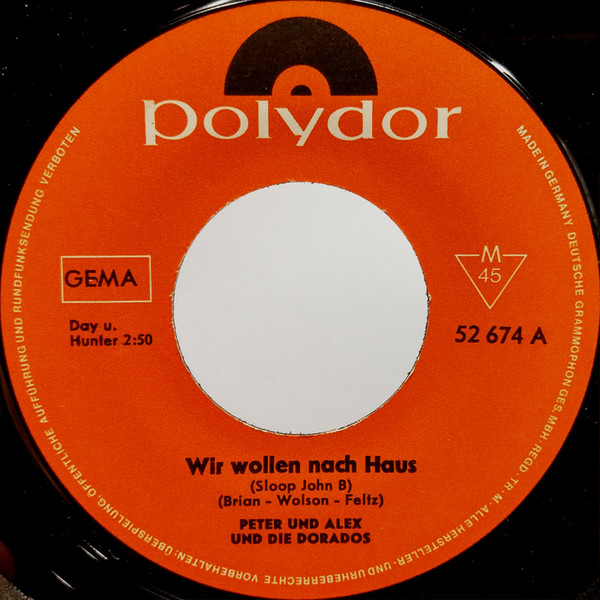 polydor
MADE IN GERMANY DEUTSCHE GRAMMOPHON GES. MBH · REGD. TR.-M. · ALLE HERSTELLER- UND URHEBERRECHTE VORBEHALTEN: ÜBERSPIELUNG, ÖFFENTLICHE AUFFÜHRUNG UND RUNDFUNKSENDUNG VERBOTEN
GEMA
M
45
Day u.
Hunter 2:50
52 674 A
Wir wollen nach Haus
(Sloop John B)
(Brian - Wolson - Feltz)
PETER UND ALEX
UND DIE DORADOS